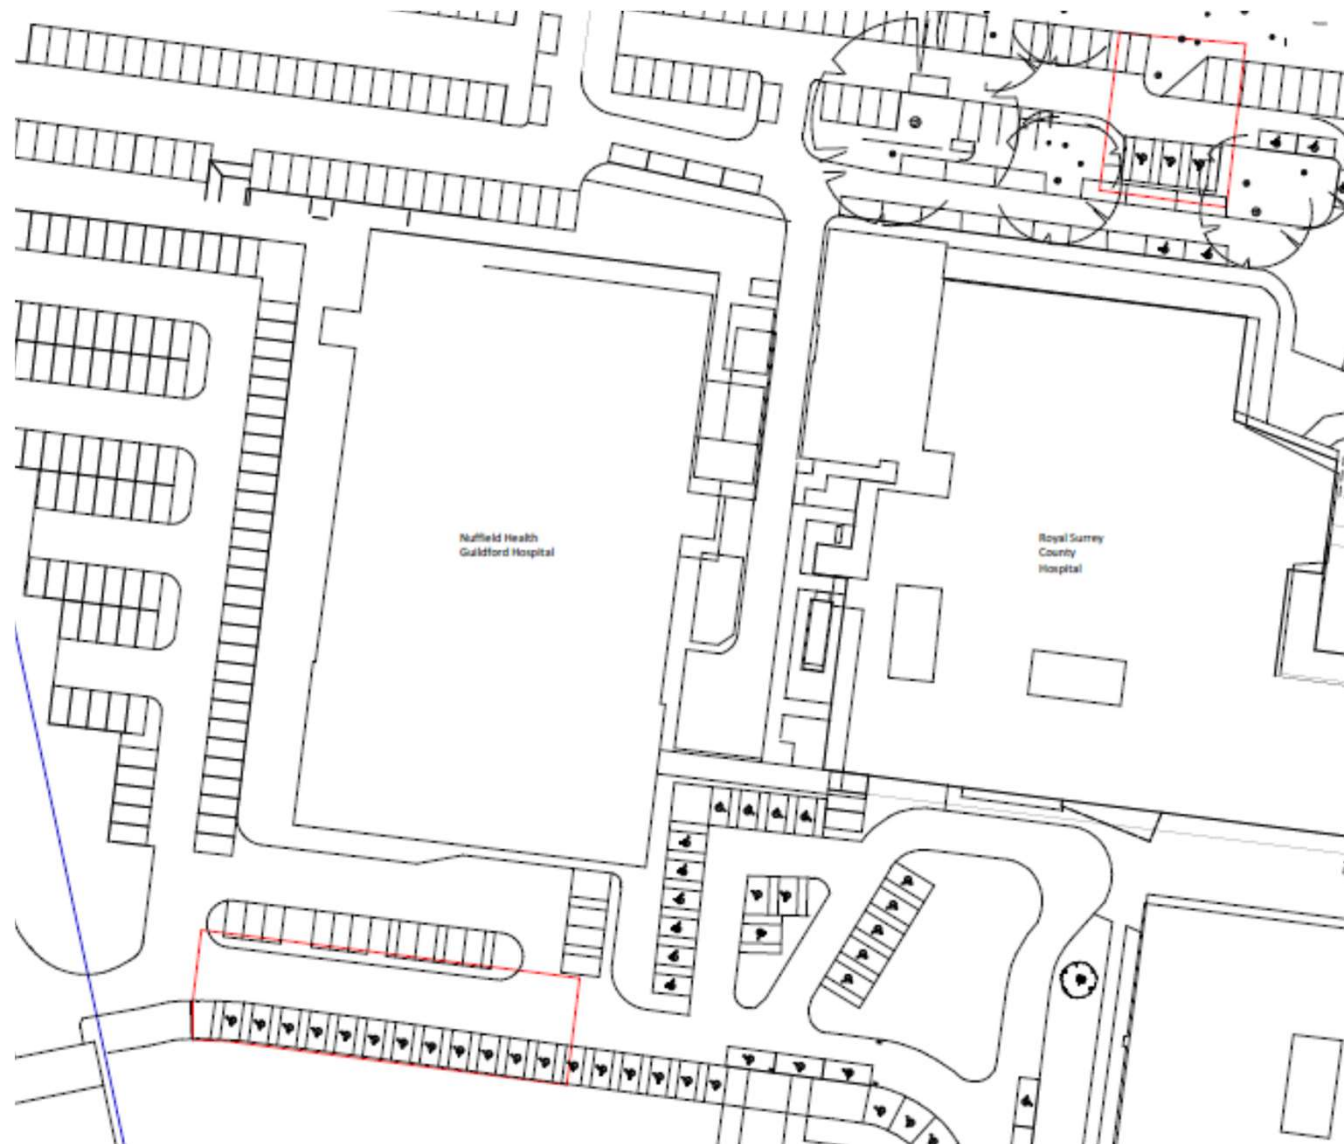 Nuffield Health
Guildford Hospital
Royal Surrey
County
Hospital